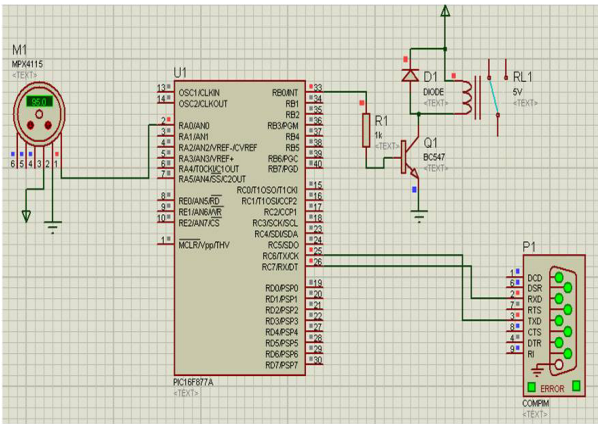 M1
MPX4115
<TEXT>
95.0
6 5 4 3 2 1
U1
13 OSC1/CLKIN
14 OSC2/CLKOUT
2 RA0/AN0
3 RA1/AN1
4 RA2/AN2/VREF-/CVREF
5 RA3/AN3/VREF+
6 RA4/T0CKI/C1OUT
7 RA5/AN4/SS/C2OUT
8 RE0/AN5/RD
9 RE1/AN6/WR
10 RE2/AN7/CS
1 MCLR/Vpp/THV
RB0/INT 33
RB1 34
RB2 35
RB3/PGM 36
RB4 37
RB5 38
RB6/PGC 39
RB7/PGD 40
RC0/T1OSO/T1CKI 15
RC1/T1OSI/CCP2 16
RC2/CCP1 17
RC3/SCK/SCL 18
RC4/SDI/SDA 23
RC5/SDO 24
RC6/TX/CK 25
RC7/RX/DT 26
RD0/PSP0 19
RD1/PSP1 20
RD2/PSP2 21
RD3/PSP3 22
RD4/PSP4 27
RD5/PSP5 28
RD6/PSP6 29
RD7/PSP7 30
PIC16F877A
<TEXT>
R1
1k
<TEXT>
D1
DIODE
<TEXT>
Q1
BC547
<TEXT>
RL1
5V
<TEXT>
P1
1 DCD
6 DSR
2 RXD
7 RTS
3 TXD
8 CTS
4 DTR
9 RI
ERROR
COMPIM
<TEXT>